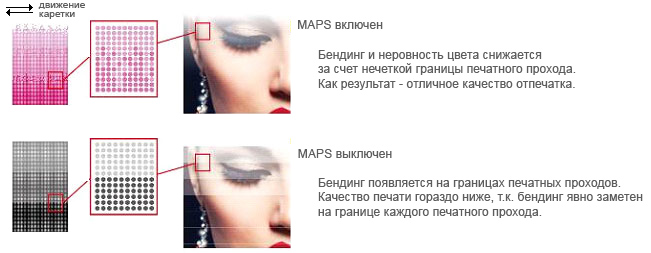 движение
каретки
MAPS включен
Бендинг и неровность цвета снижается
за счет нечеткой границы печатного прохода.
Как результат - отличное качество отпечатка.
MAPS выключен
Бендинг появляется на границах печатных проходов.
Качество печати гораздо ниже, т.к. бендинг явно заметен
на границе каждого печатного прохода.